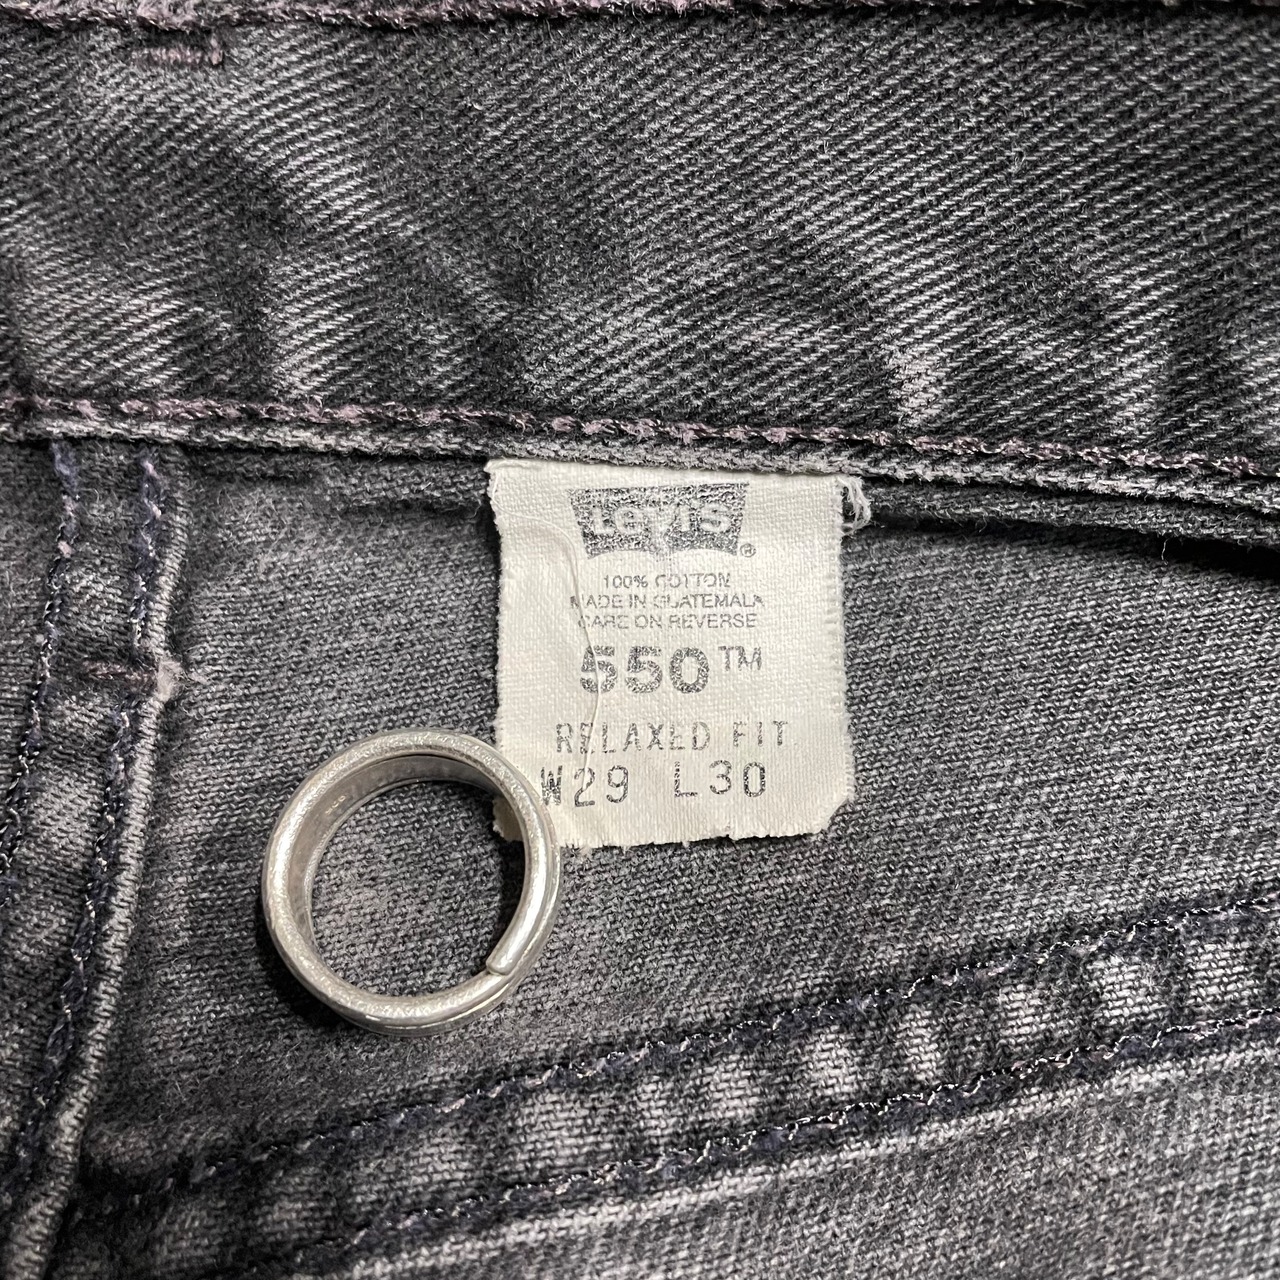 Levi's ®
100% COTTON
MADE IN GUATEMALA
CARE ON REVERSE
550™
RELAXED FIT
W29 L30